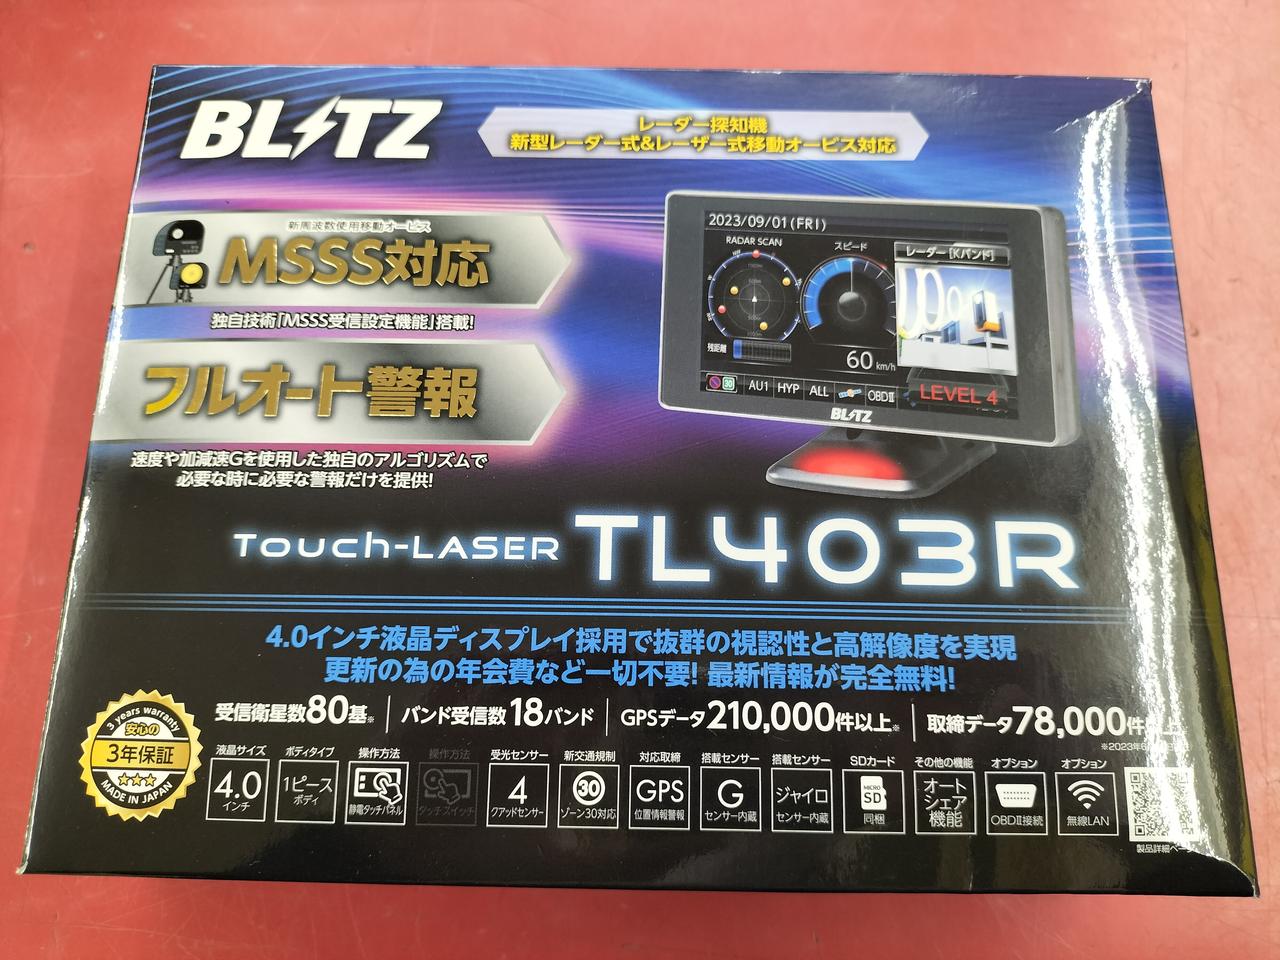 BLITZ
レーダー探知機
新型レーダー式&レーザー式移動オービス対応
新周波数使用移動オービス
MSSS対応
独自技術「MSSS受信設定機能」搭載!
フルオート警報
速度や加減速Gを使用した独自のアルゴリズムで
必要な時に必要な警報だけを提供!
2023/09/01(FRI)
RADAR SCAN
スピード
レーダー [Kバンド]
残距離
60 km/h
30 AU1 HYP ALL OBDⅡ
LEVEL 4
BLITZ
Touch-LASER TL403R
4.0インチ液晶ディスプレイ採用で抜群の視認性と高解像度を実現
更新の為の年会費など一切不要! 最新情報が完全無料!
受信衛星数80基※ バンド受信数18バンド GPSデータ210,000件以上※ 取締データ78,000件以上
※2023年6
3 years warranty
安心の
3年保証
MADE IN JAPAN
液晶サイズ
4.0
インチ
ボディタイプ
1ピース
ボディ
操作方法
静電タッチパネル
操作方法
タッチスイッチ
受光センサー
4
クアッドセンサー
新交通規制
30
ゾーン30対応
対応取締
GPS
位置情報警報
搭載センサー
G
センサー内蔵
搭載センサー
ジャイロ
センサー内蔵
SDカード
MICRO
SD
同梱
その他の機能
オート
シェア
機能
オプション
OBDⅡ接続
オプション
無線LAN
製品詳細ペー